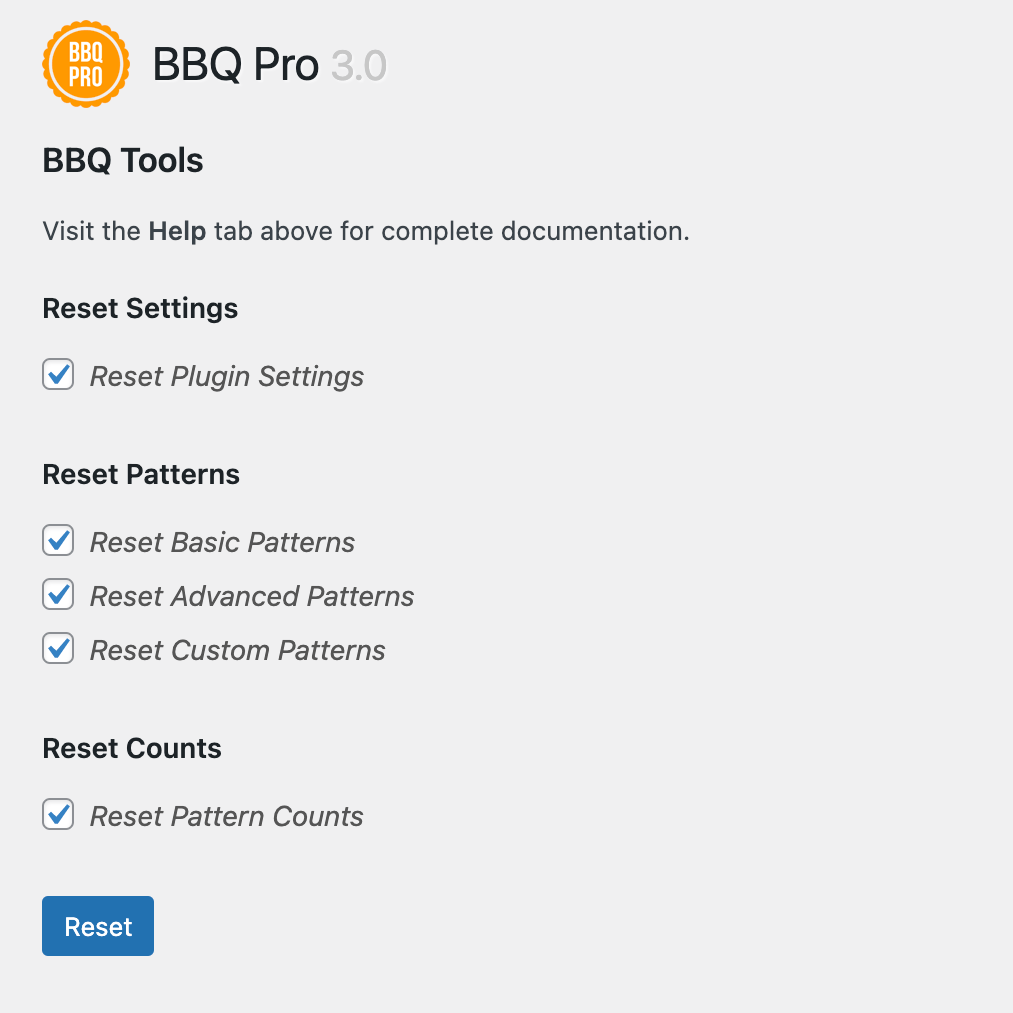 BBQ
PRO
BBQ Pro 3.0
BBQ Tools
Visit the Help tab above for complete documentation.
Reset Settings
Reset Plugin Settings
Reset Patterns
Reset Basic Patterns
Reset Advanced Patterns
Reset Custom Patterns
Reset Counts
Reset Pattern Counts
Reset